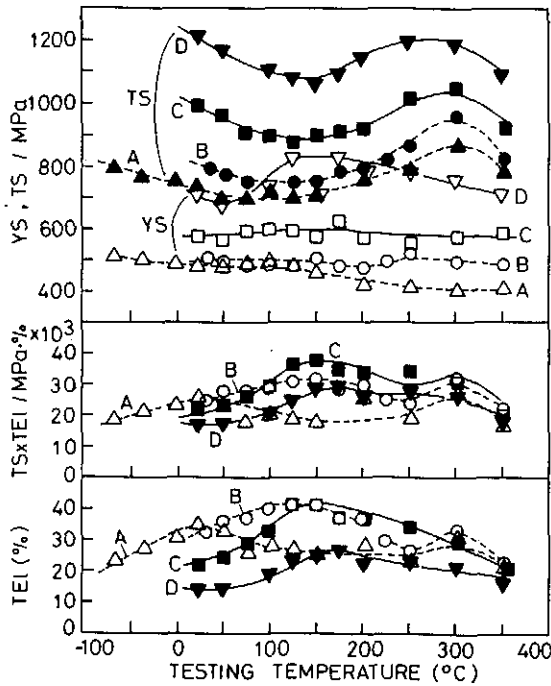 YS , TS / MPa
1200
1000
800
600
400
TS
YS
D
C
B
A
D
C
B
A
TSxTEl / MPa·%
×10³
40
30
20
10
0
A
B
C
D
TEl (%)
40
30
20
10
0
A
B
C
D
-100
0
100
200
300
400
TESTING TEMPERATURE (°C)